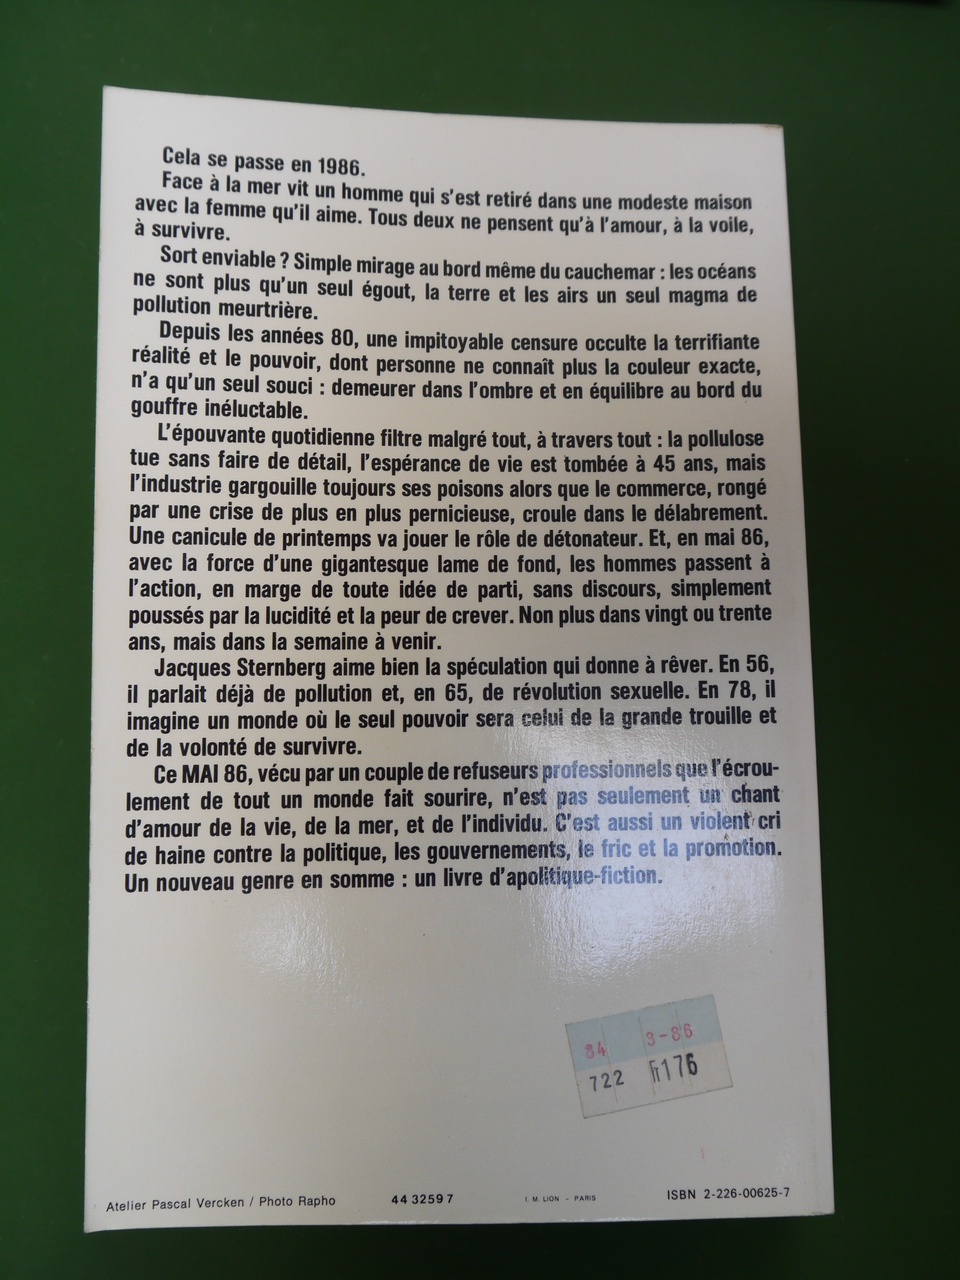 Cela se passe en 1986.
Face à la mer vit un homme qui s'est retiré dans une modeste maison
avec la femme qu'il aime. Tous deux ne pensent qu'à l'amour, à la voile,
à survivre.
Sort enviable ? Simple mirage au bord même du cauchemar : les océans
ne sont plus qu'un seul égout, la terre et les airs un seul magma de
pollution meurtrière.
Depuis les années 80, une impitoyable censure occulte la terrifiante
réalité et le pouvoir, dont personne ne connaît plus la couleur exacte,
n'a qu'un seul souci : demeurer dans l'ombre et en équilibre au bord du
gouffre inéluctable.
L'épouvante quotidienne filtre malgré tout, à travers tout : la pollulose
tue sans faire de détail, l'espérance de vie est tombée à 45 ans, mais
l'industrie gargouille toujours ses poisons alors que le commerce, rongé
par une crise de plus en plus pernicieuse, croule dans le délabrement.
Une canicule de printemps va jouer le rôle de détonateur. Et, en mai 86,
avec la force d'une gigantesque lame de fond, les hommes passent à
l'action, en marge de toute idée de parti, sans discours, simplement
poussés par la lucidité et la peur de crever. Non plus dans vingt ou trente
ans, mais dans la semaine à venir.
Jacques Sternberg aime bien la spéculation qui donne à rêver. En 56,
il parlait déjà de pollution et, en 65, de révolution sexuelle. En 78, il
imagine un monde où le seul pouvoir sera celui de la grande trouille et
de la volonté de survivre.
Ce MAI 86, vécu par un couple de refuseurs professionnels que l'écrou-
lement de tout un monde fait sourire, n'est pas seulement un chant
d'amour de la vie, de la mer, et de l'individu. C'est aussi un violent cri
de haine contre la politique, les gouvernements, le fric et la promotion.
Un nouveau genre en somme : un livre d'apolitique-fiction.
84 3-86
722 Fr176
Atelier Pascal Vercken / Photo Rapho 44 3259 7 I. M. LION - PARIS ISBN 2-226-00625-7